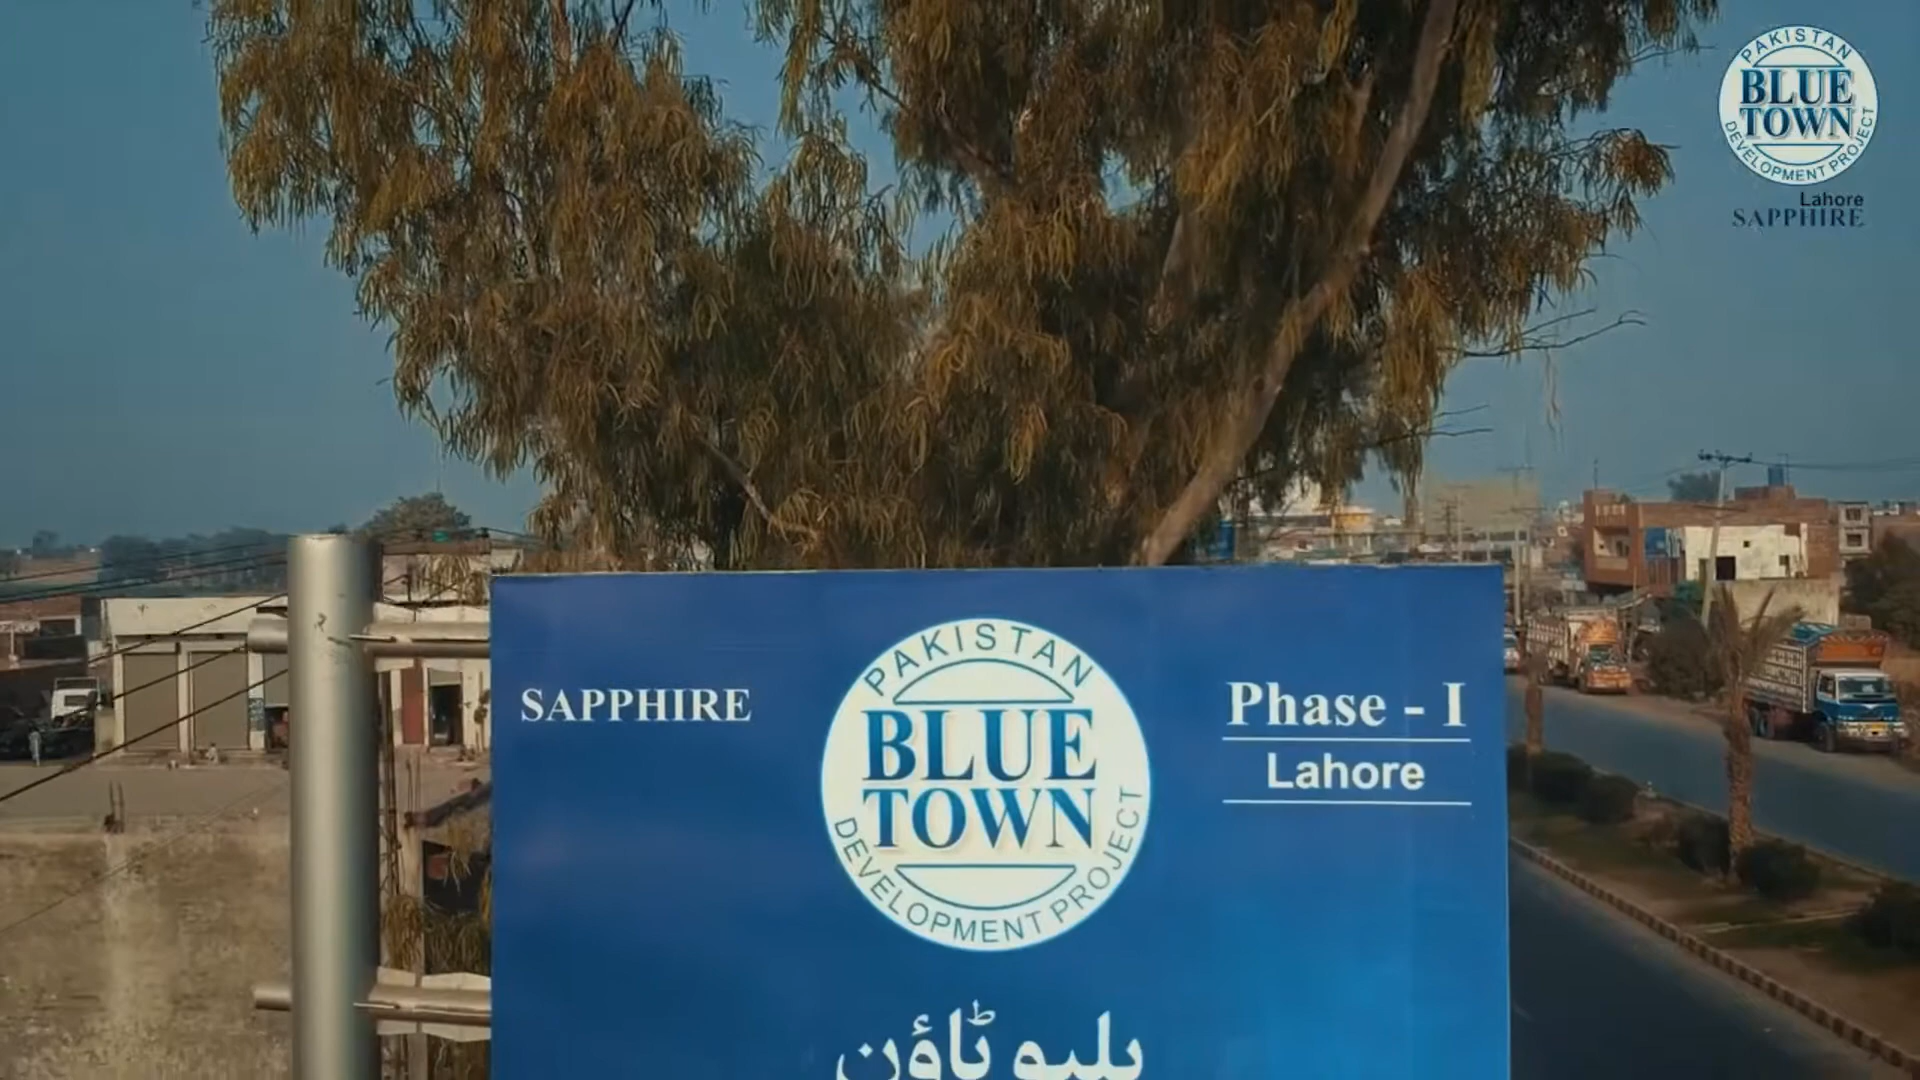 PAKISTAN
BLUE
TOWN
DEVELOPMENT PROJECT
Lahore
SAPPHIRE
SAPPHIRE
PAKISTAN
BLUE
TOWN
DEVELOPMENT PROJECT
Phase - I
Lahore
بلیو ٹاؤن